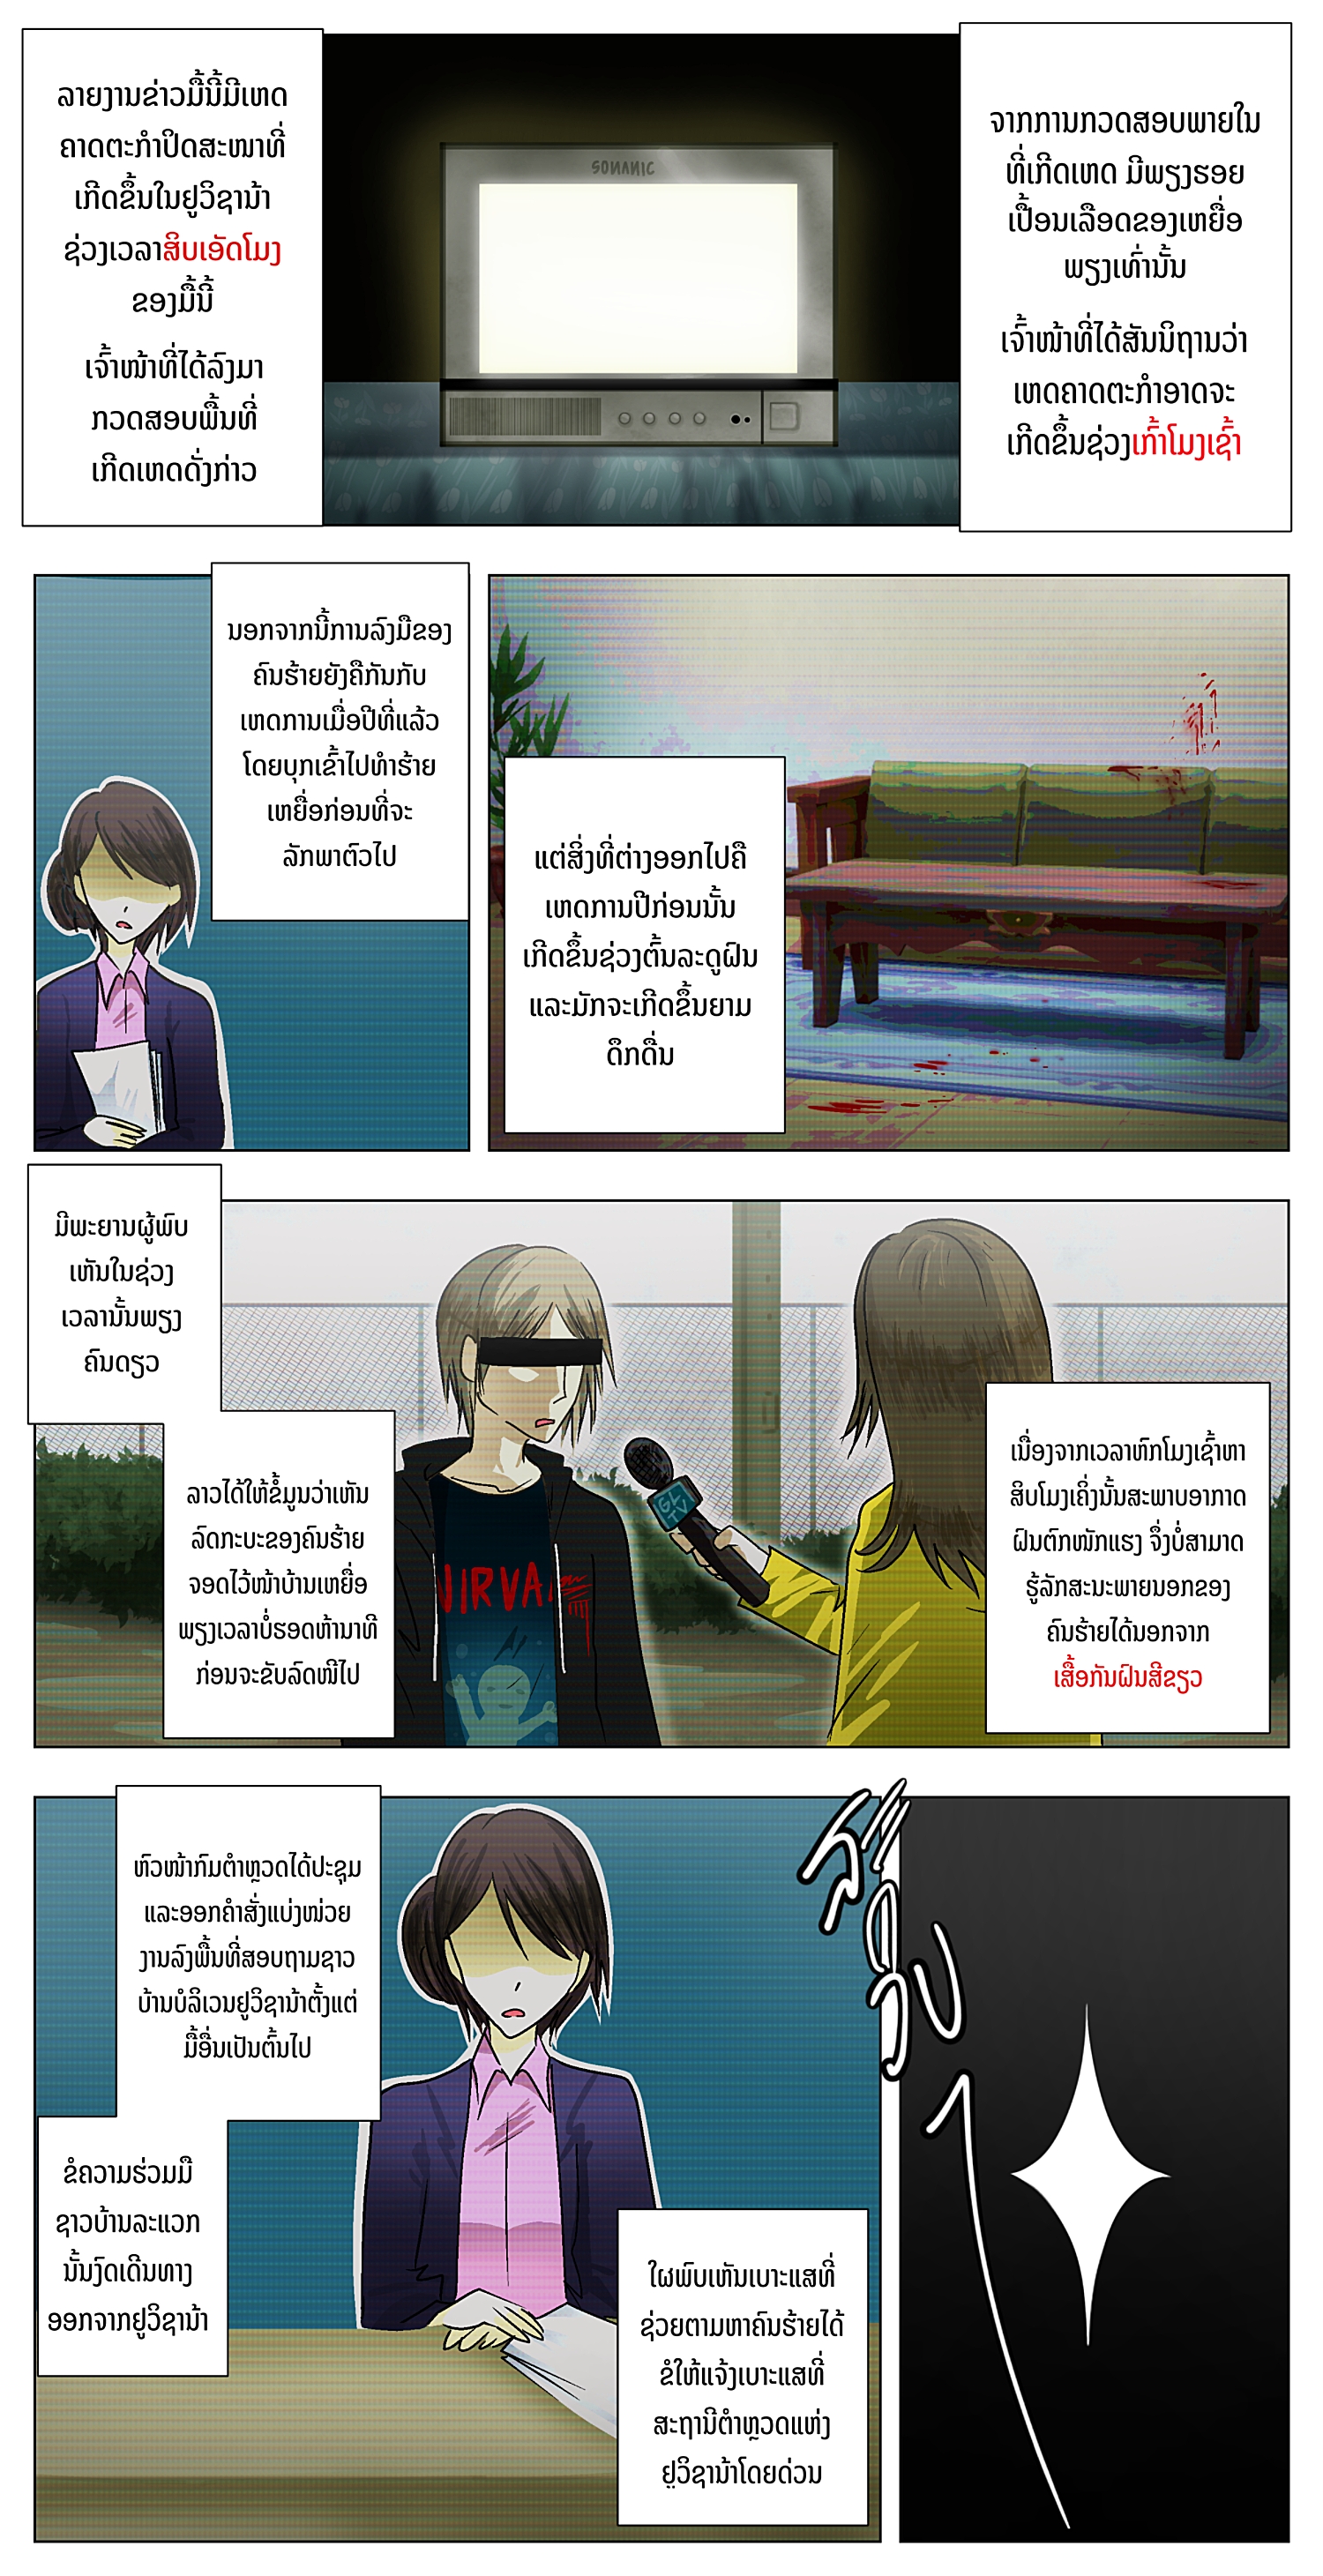 ລາຍງານຂ່າວມື້ນີ້ມີເຫດ
ຄາດຕະກຳປິດສະໜາທີ່
ເກີດຂຶ້ນໃນຢູວິຊານ້າ
ຊ່ວງເວລາສິບເອັດໂມງ
ຂອງມື້ນີ້
ເຈົ້າໜ້າທີ່ໄດ້ລົງມາ
ກວດສອບພື້ນທີ່
ເກີດເຫດດັ່ງກ່າວ
SONANIC
ຈາກການກວດສອບພາຍໃນ
ທີ່ເກີດເຫດ ມີພຽງຮອຍ
ເປື້ອນເລືອດຂອງເຫຍື່ອ
ພຽງເທົ່ານັ້ນ
ເຈົ້າໜ້າທີ່ໄດ້ສັນນິຖານວ່າ
ເຫດຄາດຕະກຳອາດຈະ
ເກີດຂຶ້ນຊ່ວງເກົ້າໂມງເຊົ້າ
ນອກຈາກນີ້ການລົງມືຂອງ
ຄົນຮ້າຍຍັງຄືກັນກັບ
ເຫດການເມື່ອປີທີ່ແລ້ວ
ໂດຍບຸກເຂົ້າໄປທຳຮ້າຍ
ເຫຍື່ອກ່ອນທີ່ຈະ
ລັກພາຕົວໄປ
ແຕ່ສິ່ງທີ່ຕ່າງອອກໄປຄື
ເຫດການປີກ່ອນນັ້ນ
ເກີດຂຶ້ນຊ່ວງຕົ້ນລະດູຝົນ
ແລະມັກຈະເກີດຂຶ້ນຍາມ
ດຶກດື່ນ
ມີພະຍານຜູ້ພົບ
ເຫັນໃນຊ່ວງ
ເວລານັ້ນພຽງ
ຄົນດຽວ
ລາວໄດ້ໃຫ້ຂໍ້ມູນວ່າເຫັນ
ລົດກະບະຂອງຄົນຮ້າຍ
ຈອດໄວ້ໜ້າບ້ານເຫຍື່ອ
ພຽງເວລາບໍ່ຮອດຫ້ານາທີ
ກ່ອນຈະຂັບລົດໜີໄປ
NIRVA
GL
TV
ເນື່ອງຈາກເວລາຫົກໂມງເຊົ້າຫາ
ສິບໂມງເຄິ່ງນັ້ນສະພາບອາກາດ
ຝົນຕົກໜັກແຮງ ຈຶ່ງບໍ່ສາມາດ
ຮູ້ລັກສະນະພາຍນອກຂອງ
ຄົນຮ້າຍໄດ້ນອກຈາກ
ເສື້ອກັນຝົນສີຂຽວ
ຫົວໜ້າກົມຕຳຫຼວດໄດ້ປະຊຸມ
ແລະອອກຄຳສັ່ງແບ່ງໜ່ວຍ
ງານລົງພື້ນທີ່ສອບຖາມຊາວ
ບ້ານບໍລິເວນຢູວິຊານ້າຕັ້ງແຕ່
ມື້ອື່ນເປັນຕົ້ນໄປ
ຂໍຄວາມຮ່ວມມື
ຊາວບ້ານລະແວກ
ນັ້ນງົດເດີນທາງ
ອອກຈາກຢູວິຊານ້າ
ໃຜພົບເຫັນເບາະແສທີ່
ຊ່ວຍຕາມຫາຄົນຮ້າຍໄດ້
ຂໍໃຫ້ແຈ້ງເບາະແສທີ່
ສະຖານີຕຳຫຼວດແຫ່ງ
ຢູວິຊານ້າໂດຍດ່ວນ